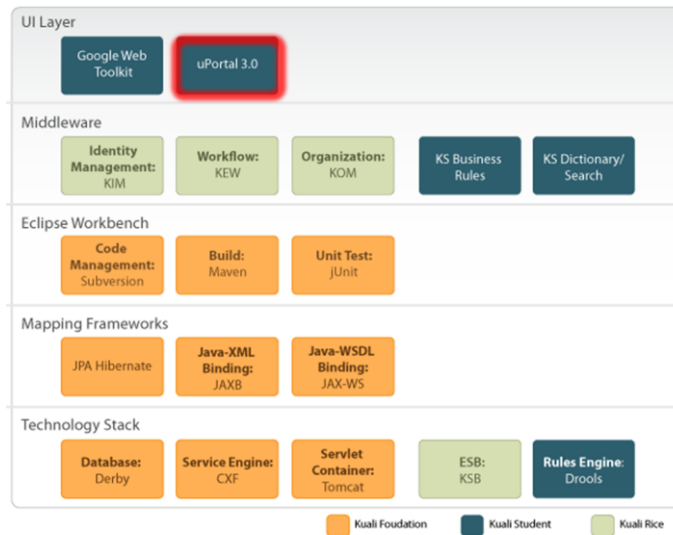 UI Layer
Google Web
Toolkit
uPortal 3.0
Middleware
Identity
Management:
KIM
Workflow:
KEW
Organization:
KOM
KS Business
Rules
KS Dictionary/
Search
Eclipse Workbench
Code
Management:
Subversion
Build:
Maven
Unit Test:
jUnit
Mapping Frameworks
JPA Hibernate
Java-XML
Binding:
JAXB
Java-WSDL
Binding:
JAX-WS
Technology Stack
Database:
Derby
Service Engine:
CXF
Servlet
Container:
Tomcat
ESB:
KSB
Rules Engine:
Drools
Kuali Foudation
Kuali Student
Kuali Rice